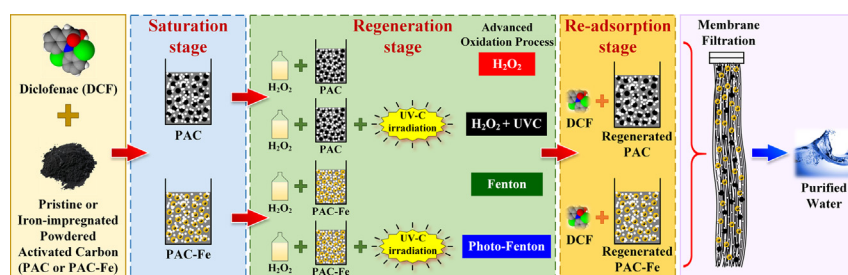 Diclofenac (DCF)
Pristine or
Iron-impregnated
Powdered
Activated Carbon
(PAC or PAC-Fe)
Saturation
stage
PAC
PAC-Fe
Regeneration
stage
Advanced
Oxidation Process
H₂O₂
PAC
H₂O₂
H₂O₂
PAC
UV-C
irradiation
H₂O₂ + UVC
H₂O₂
PAC-Fe
Fenton
H₂O₂
PAC-Fe
UV-C
irradiation
Photo-Fenton
Re-adsorption
stage
DCF
Regenerated
PAC
DCF
Regenerated
PAC-Fe
Membrane
Filtration
Purified
Water